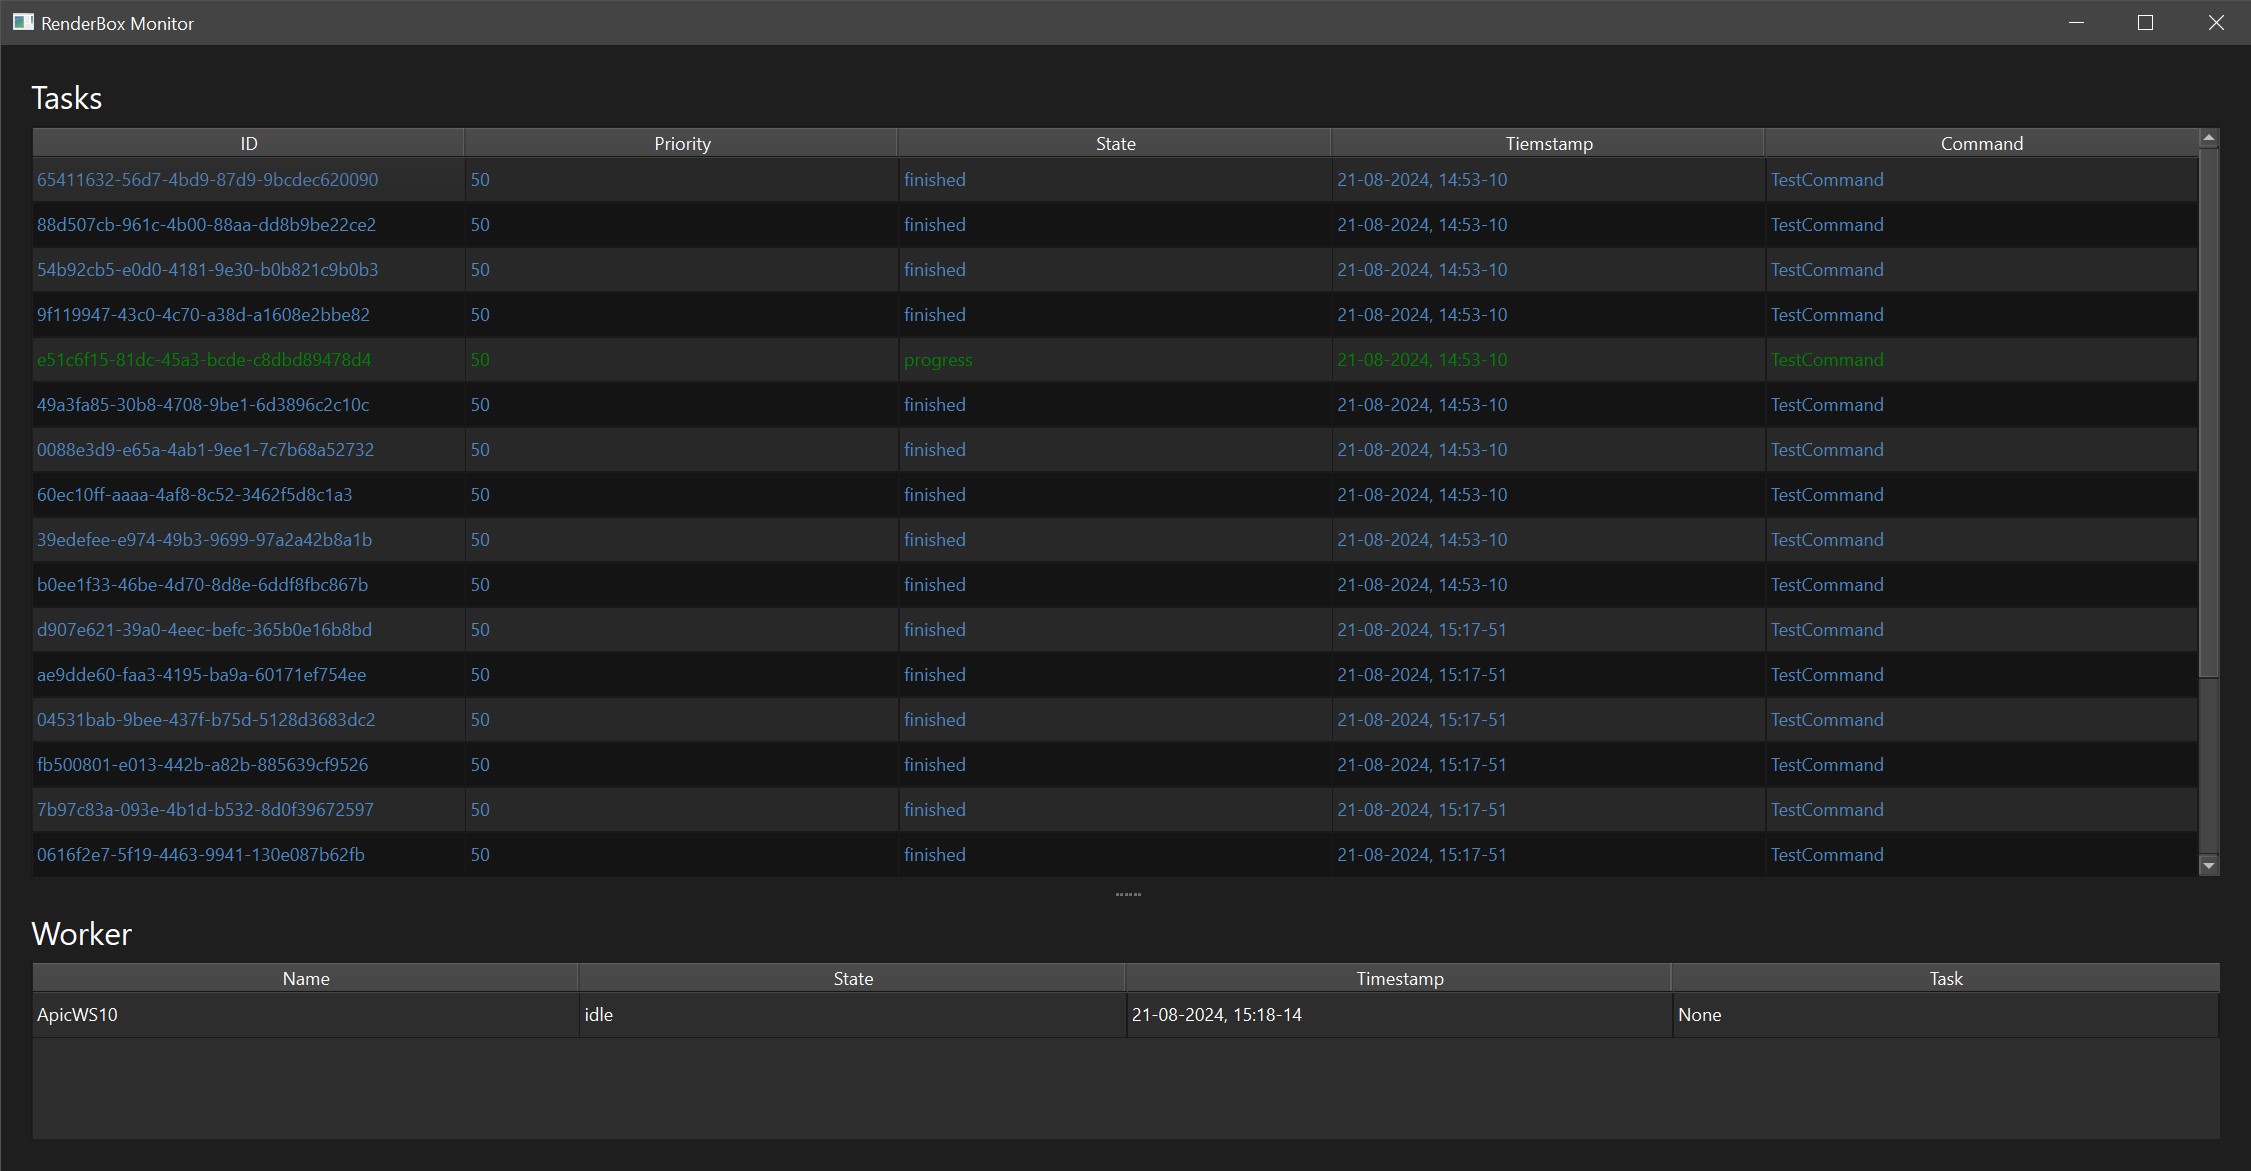 RenderBox Monitor
Tasks
ID Priority State Tiemstamp Command
65411632-56d7-4bd9-87d9-9bcdec620090 50 finished 21-08-2024, 14:53-10 TestCommand
88d507cb-961c-4b00-88aa-dd8b9be22ce2 50 finished 21-08-2024, 14:53-10 TestCommand
54b92cb5-e0d0-4181-9e30-b0b821c9b0b3 50 finished 21-08-2024, 14:53-10 TestCommand
9f119947-43c0-4c70-a38d-a1608e2bbe82 50 finished 21-08-2024, 14:53-10 TestCommand
e51c6f15-81dc-45a3-bcde-c8dbd89478d4 50 progress 21-08-2024, 14:53-10 TestCommand
49a3fa85-30b8-4708-9be1-6d3896c2c10c 50 finished 21-08-2024, 14:53-10 TestCommand
0088e3d9-e65a-4ab1-9ee1-7c7b68a52732 50 finished 21-08-2024, 14:53-10 TestCommand
60ec10ff-aaaa-4af8-8c52-3462f5d8c1a3 50 finished 21-08-2024, 14:53-10 TestCommand
39edefee-e974-49b3-9699-97a2a42b8a1b 50 finished 21-08-2024, 14:53-10 TestCommand
b0ee1f33-46be-4d70-8d8e-6ddf8fbc867b 50 finished 21-08-2024, 14:53-10 TestCommand
d907e621-39a0-4eec-befc-365b0e16b8bd 50 finished 21-08-2024, 15:17-51 TestCommand
ae9dde60-faa3-4195-ba9a-60171ef754ee 50 finished 21-08-2024, 15:17-51 TestCommand
04531bab-9bee-437f-b75d-5128d3683dc2 50 finished 21-08-2024, 15:17-51 TestCommand
fb500801-e013-442b-a82b-885639cf9526 50 finished 21-08-2024, 15:17-51 TestCommand
7b97c83a-093e-4b1d-b532-8d0f39672597 50 finished 21-08-2024, 15:17-51 TestCommand
0616f2e7-5f19-4463-9941-130e087b62fb 50 finished 21-08-2024, 15:17-51 TestCommand
Worker
Name State Timestamp Task
ApicWS10 idle 21-08-2024, 15:18-14 None